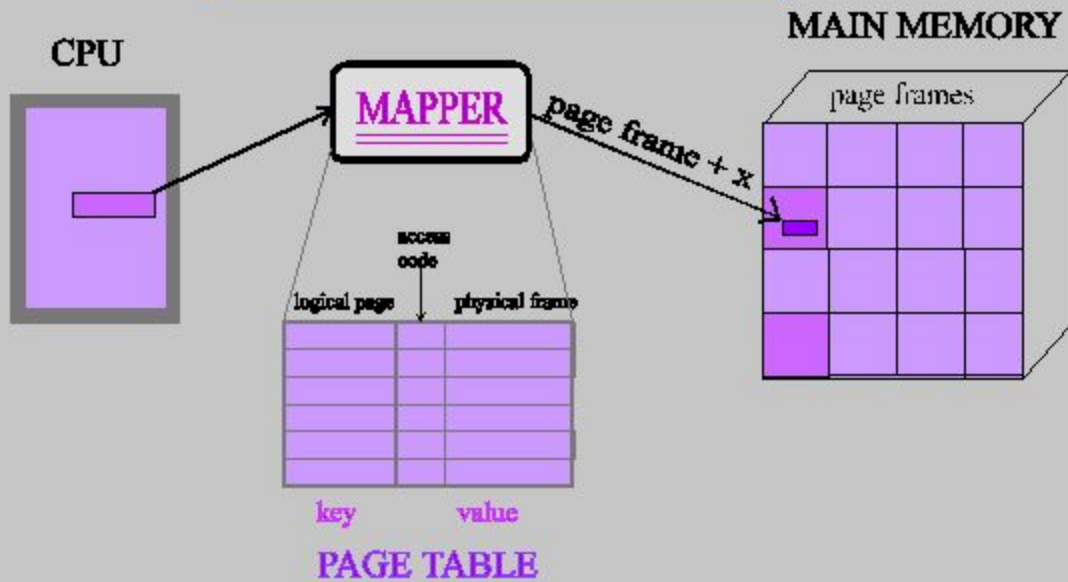 MAIN MEMORY
CPU
MAPPER
page frame + x
page frames
access
code
logical page
physical frame
key
value
PAGE TABLE